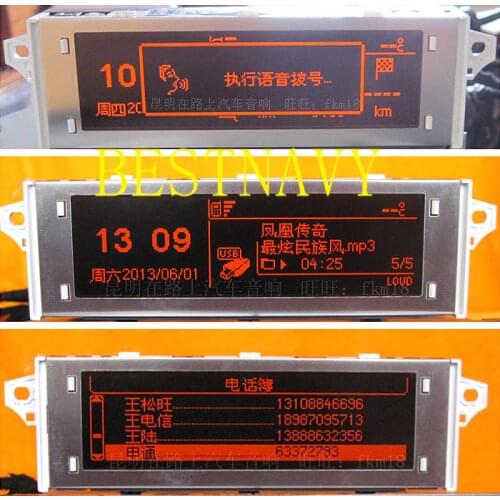 10
周四20
执行语音拨号...
--°c
km
昆明在路上汽车音响 旺旺：fkm18
BESTNAVY
13 09
周六2013/06/01
--°c
USB
凤凰传奇
最炫民族风.mp3
04:25 5/5
LOUD
昆明在路上汽车音响 旺旺：fkm18
电话簿
王松旺 13108846696
王电信 18987095713
王陆 13888632356
申通 63372793
昆明在路上汽车音响 旺旺：fkm18